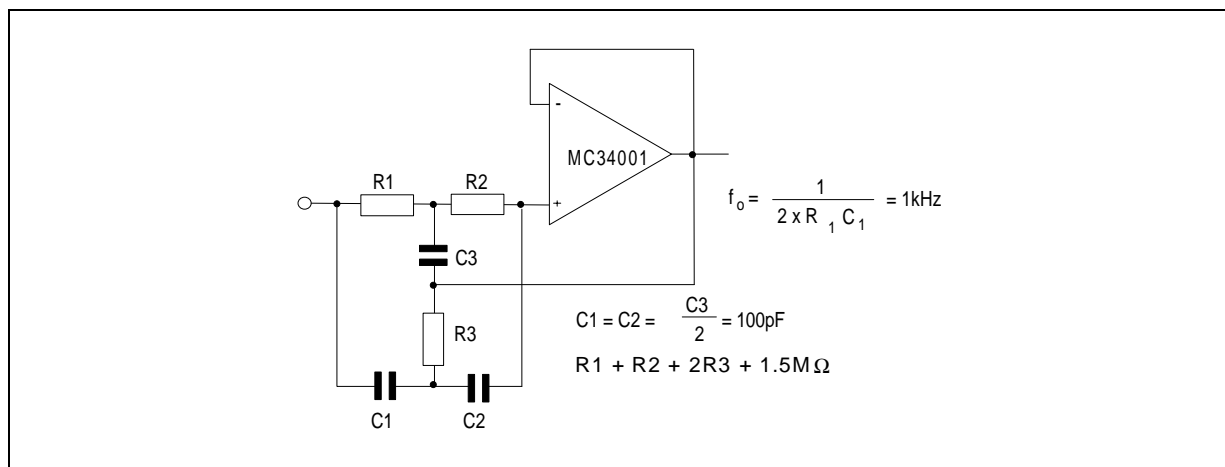 -
MC34001
+
R1
R2
C3
R3
C1
C2
f o = 1 / 2 x R 1 C 1 = 1kHz
C1 = C2 = C3 / 2 = 100pF
R1 + R2 + 2R3 + 1.5MΩ